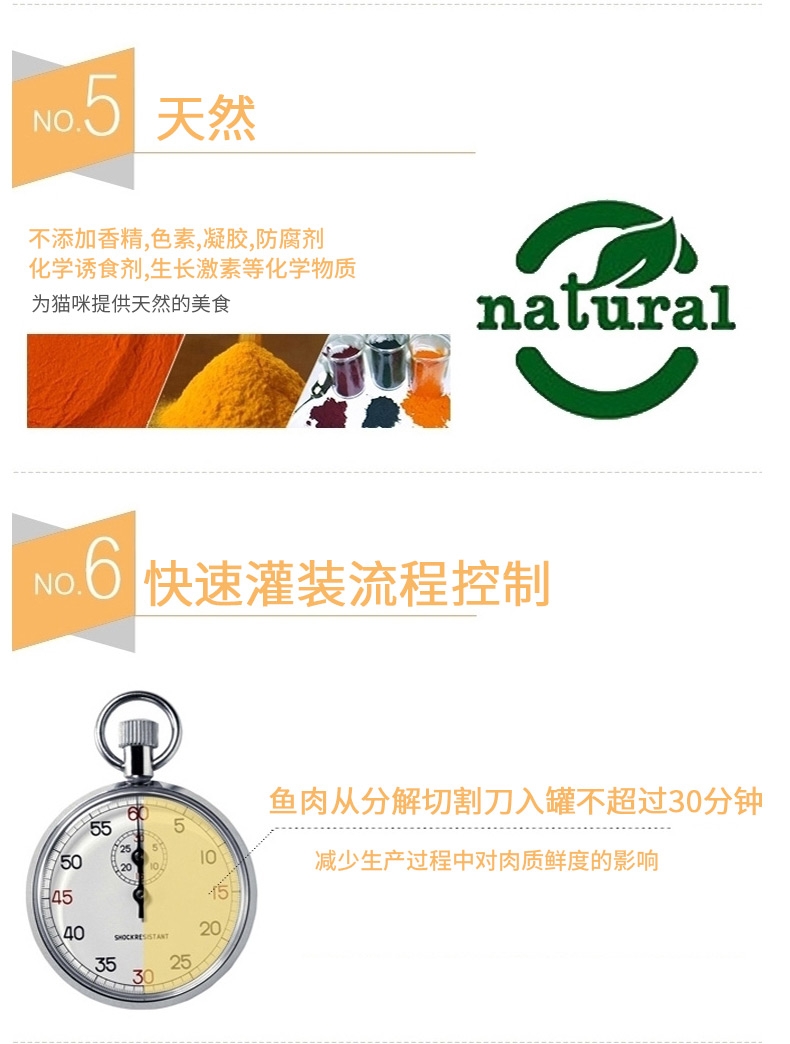 NO.5 天然
不添加香精,色素,凝胶,防腐剂
化学诱食剂,生长激素等化学物质
为猫咪提供天然的美食
natural
NO.6 快速灌装流程控制
鱼肉从分解切割刀入罐不超过30分钟
减少生产过程中对肉质鲜度的影响
60
55 5
50 10
45 15
40 20
35 25
30
25 5
20 10
SHOCKRESISTANT